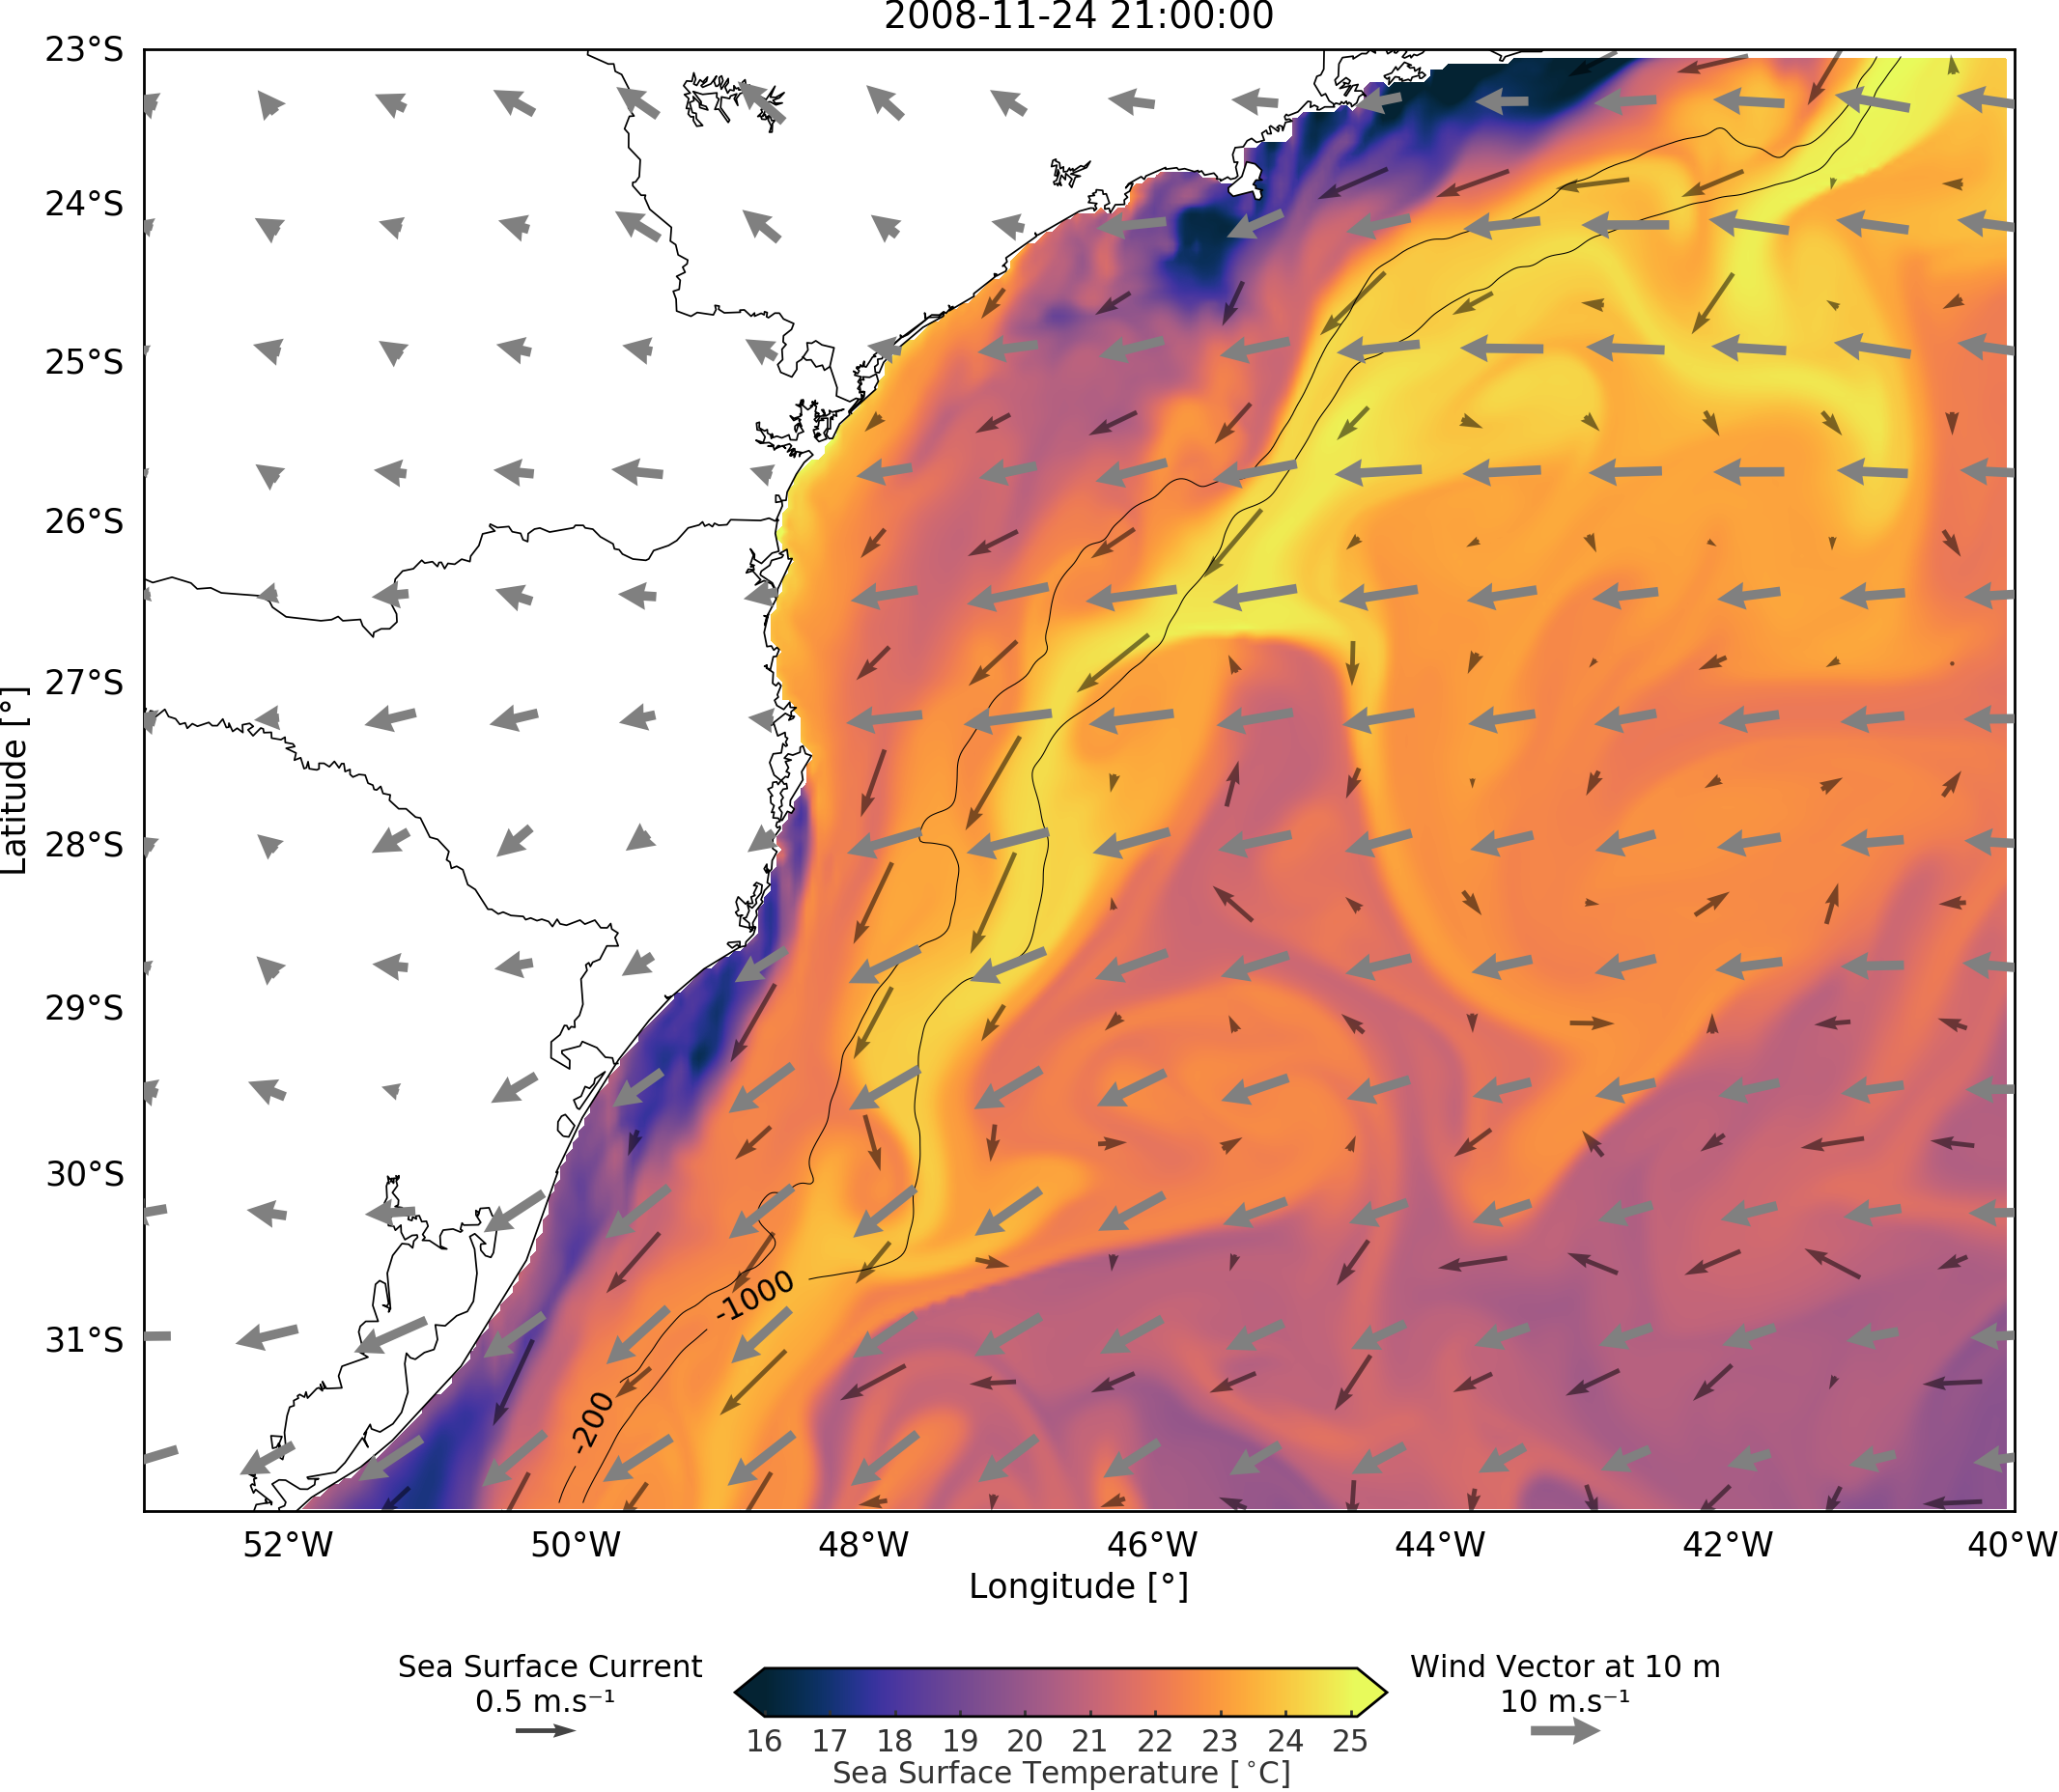 2008-11-24 21:00:00
23°S
24°S
25°S
26°S
27°S
28°S
29°S
30°S
31°S
Latitude [°]
-1000
-200
52°W 50°W 48°W 46°W 44°W 42°W 40°W
Longitude [°]
Sea Surface Current
0.5 m.s⁻¹
16 17 18 19 20 21 22 23 24 25
Sea Surface Temperature [°C]
Wind Vector at 10 m
10 m.s⁻¹